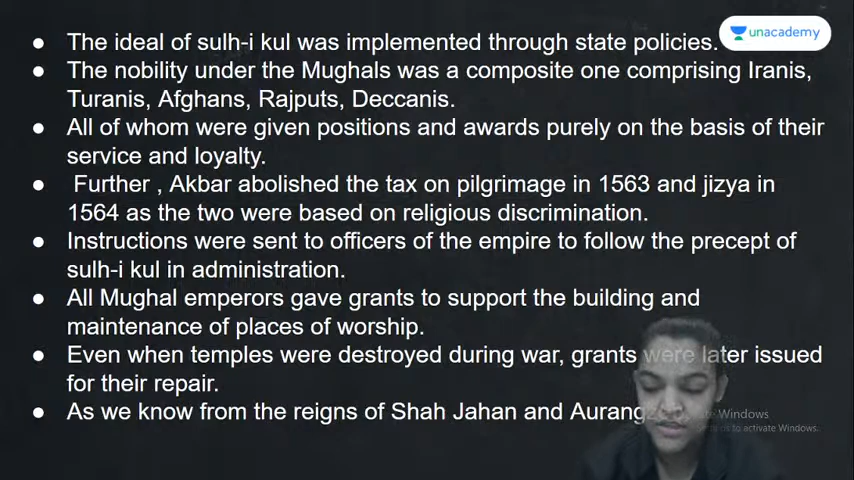 unacademy
● The ideal of sulh-i kul was implemented through state policies.
● The nobility under the Mughals was a composite one comprising Iranis,
Turanis, Afghans, Rajputs, Deccanis.
● All of whom were given positions and awards purely on the basis of their
service and loyalty.
● Further , Akbar abolished the tax on pilgrimage in 1563 and jizya in
1564 as the two were based on religious discrimination.
● Instructions were sent to officers of the empire to follow the precept of
sulh-i kul in administration.
● All Mughal emperors gave grants to support the building and
maintenance of places of worship.
● Even when temples were destroyed during war, grants were later issued
for their repair.
● As we know from the reigns of Shah Jahan and
Windows
to activate Windows.